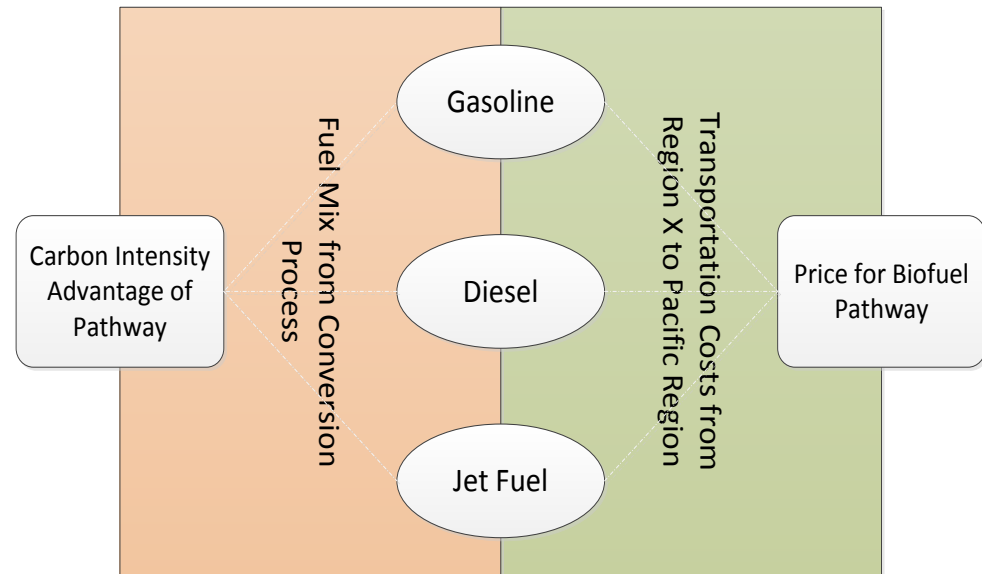 Gasoline
Fuel Mix from Conversion
Process
Transportation Costs from
Region X to Pacific Region
Carbon Intensity
Advantage of
Pathway
Diesel
Price for Biofuel
Pathway
Jet Fuel